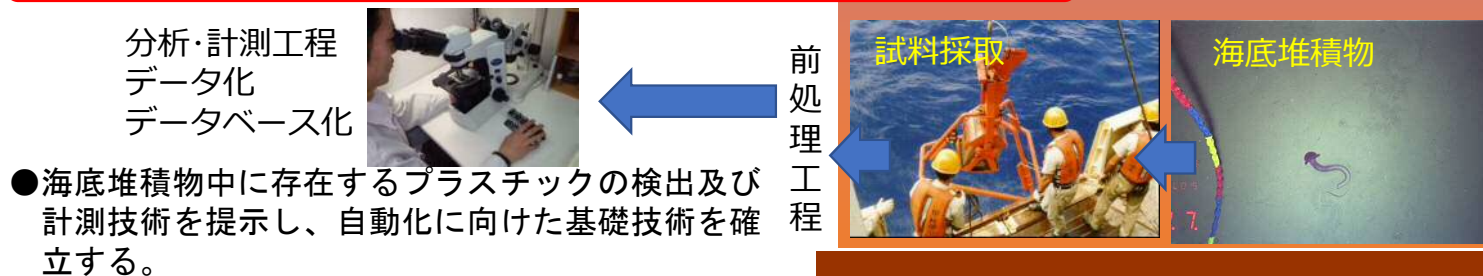 分析･計測工程
データ化
データベース化
前処理工程
試料採取
海底堆積物
●海底堆積物中に存在するプラスチックの検出及び
計測技術を提示し、自動化に向けた基礎技術を確
立する。